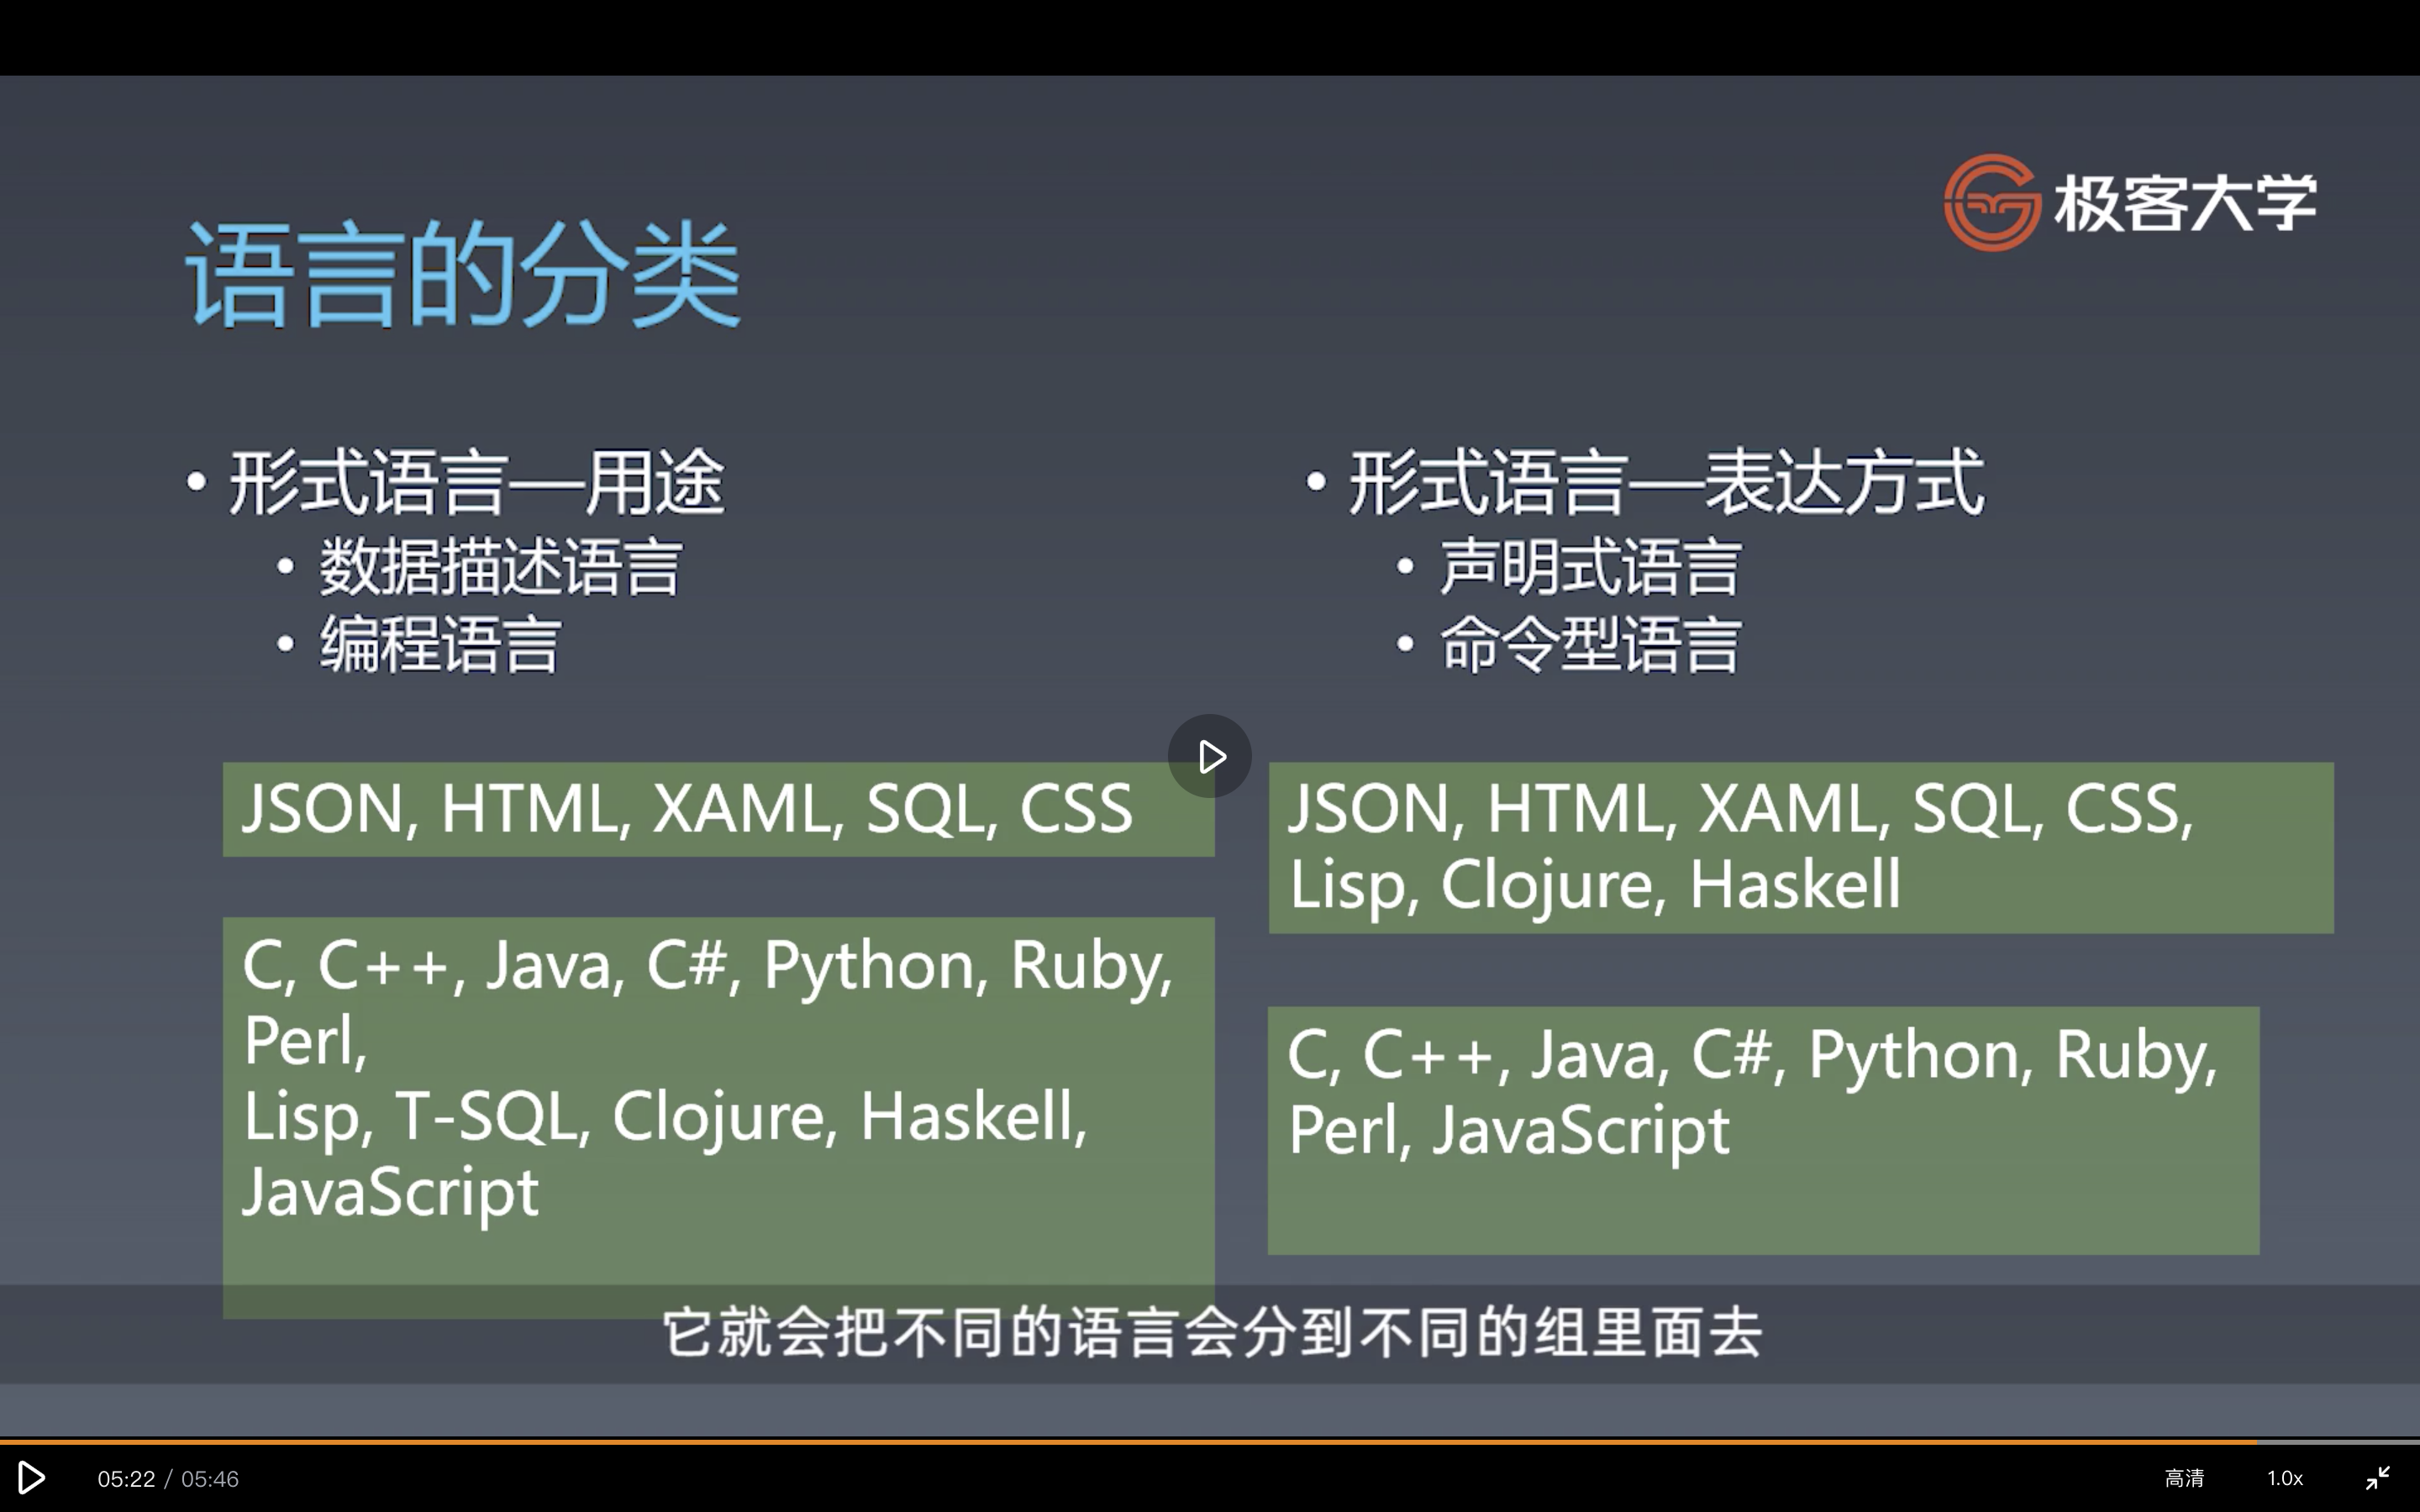 极客大学
语言的分类
• 形式语言—用途
• 数据描述语言
• 编程语言
JSON, HTML, XAML, SQL, CSS
C, C++, Java, C#, Python, Ruby,
Perl,
Lisp, T-SQL, Clojure, Haskell,
JavaScript
• 形式语言—表达方式
• 声明式语言
• 命令型语言
JSON, HTML, XAML, SQL, CSS,
Lisp, Clojure, Haskell
C, C++, Java, C#, Python, Ruby,
Perl, JavaScript
它就会把不同的语言会分到不同的组里面去
05:22 / 05:46
高清
1.0x